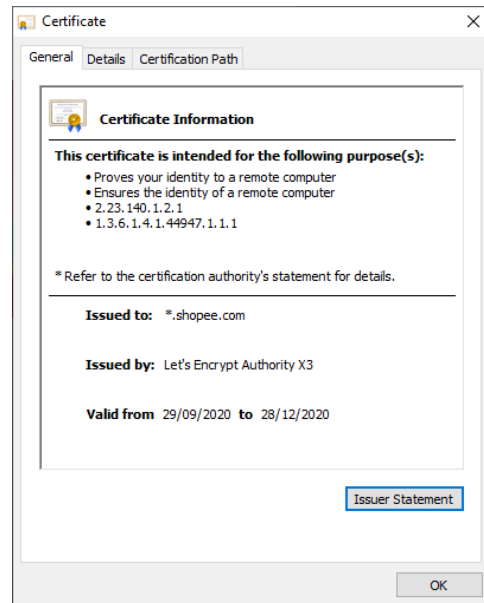 Certificate
General Details Certification Path
Certificate Information
This certificate is intended for the following purpose(s):
• Proves your identity to a remote computer
• Ensures the identity of a remote computer
• 2.23.140.1.2.1
• 1.3.6.1.4.1.44947.1.1.1
* Refer to the certification authority's statement for details.
Issued to: *.shopee.com
Issued by: Let's Encrypt Authority X3
Valid from 29/09/2020 to 28/12/2020
Issuer Statement
OK